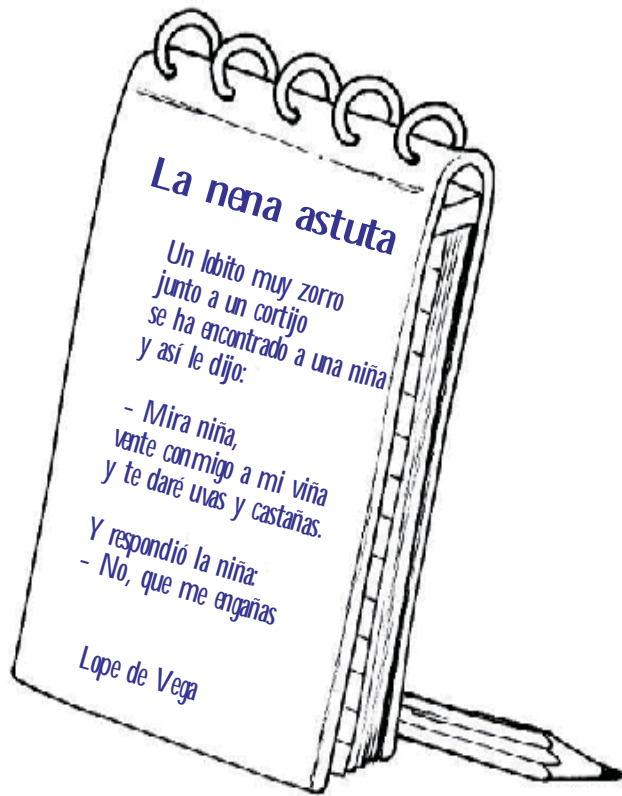 La nena astuta
Un lobito muy zorro
junto a un cortijo
se ha encontrado a una niña
y así le dijo:
- Mira niña,
vente conmigo a mi viña
y te daré uvas y castañas.
Y respondió la niña:
- No, que me engañas
Lope de Vega